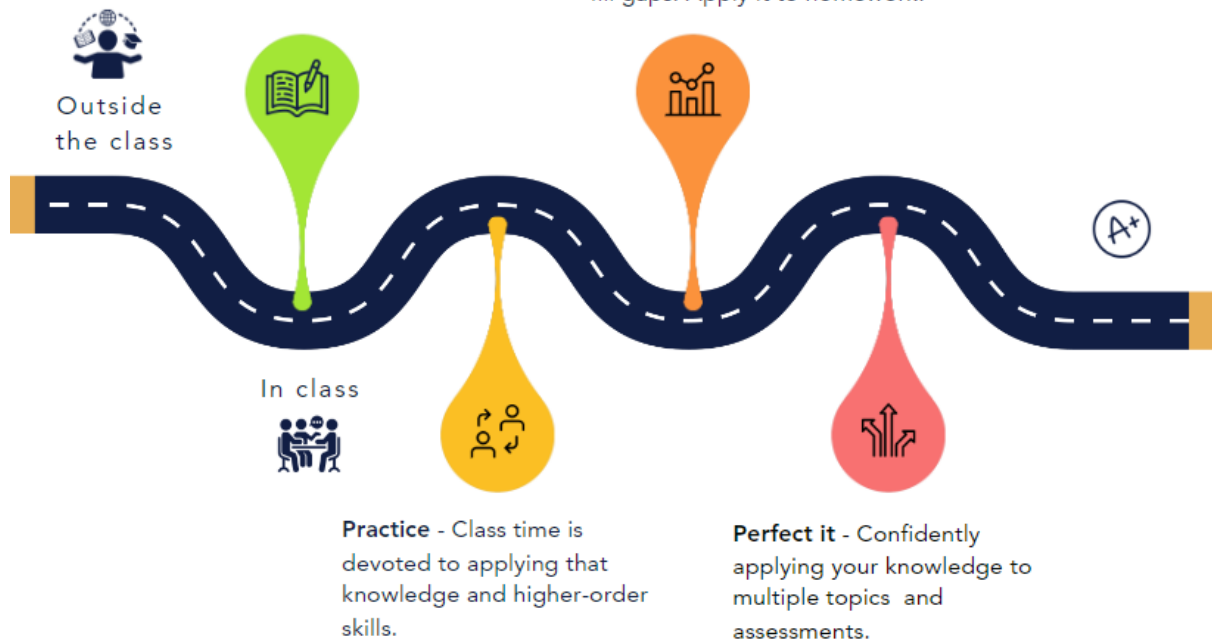 Outside
the class
A+
In class
Practice - Class time is
devoted to applying that
knowledge and higher-order
skills.
Perfect it - Confidently
applying your knowledge to
multiple topics and
assessments.